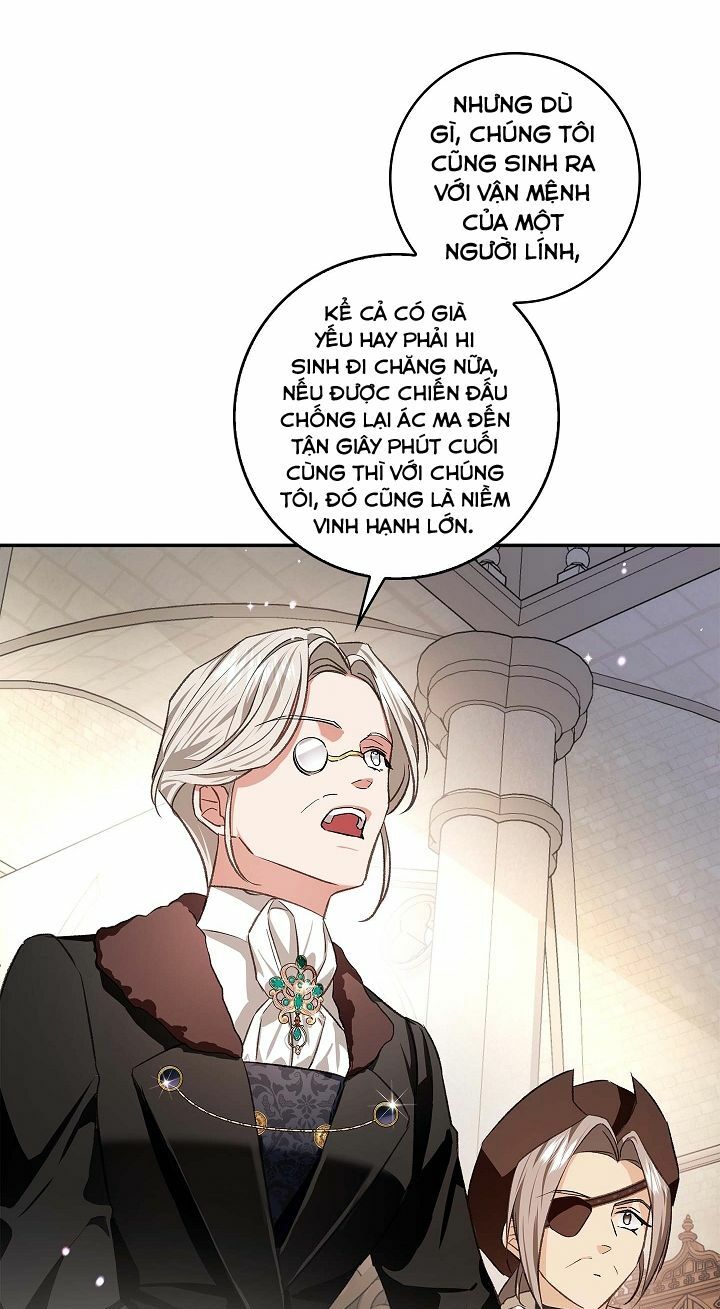 NHƯNG DÙ
GÌ, CHÚNG TÔI
CŨNG SINH RA
VỚI VẬN MỆNH
CỦA MỘT
NGƯỜI LÍNH,
KỂ CẢ CÓ GIÀ
YẾU HAY PHẢI HI
SINH ĐI CHĂNG NỮA,
NẾU ĐƯỢC CHIẾN ĐẤU
CHỐNG LẠI ÁC MA ĐẾN
TẬN GIÂY PHÚT CUỐI
CÙNG THÌ VỚI CHÚNG
TÔI, ĐÓ CŨNG LÀ NIỀM
VINH HẠNH LỚN.